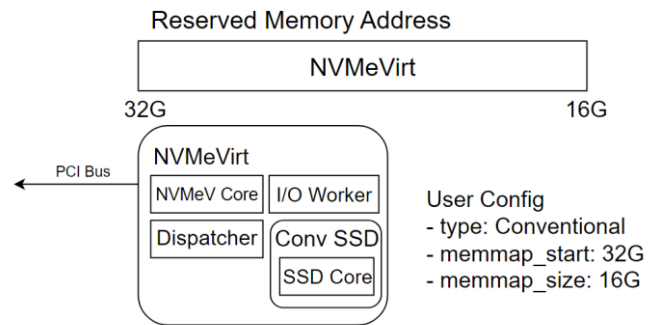 Reserved Memory Address
NVMeVirt
32G 16G
NVMeVirt
PCI Bus
NVMeV Core I/O Worker
Dispatcher Conv SSD
SSD Core
User Config
- type: Conventional
- memmap_start: 32G
- memmap_size: 16G